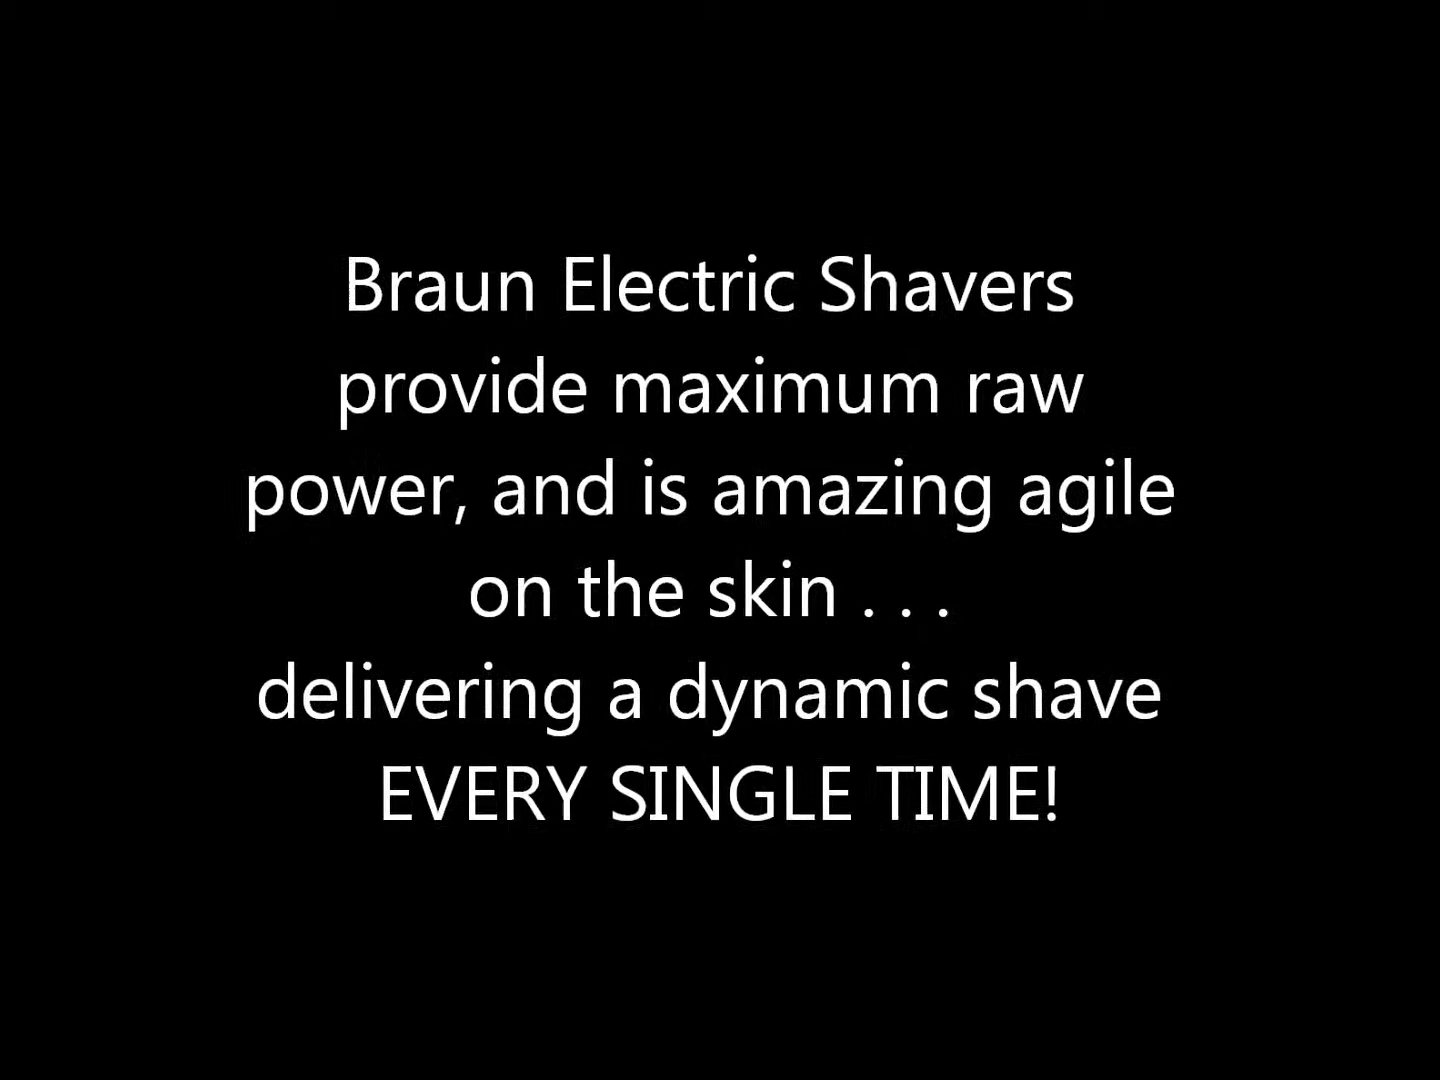 Braun Electric Shavers
provide maximum raw
power, and is amazing agile
on the skin . . .
delivering a dynamic shave
EVERY SINGLE TIME!